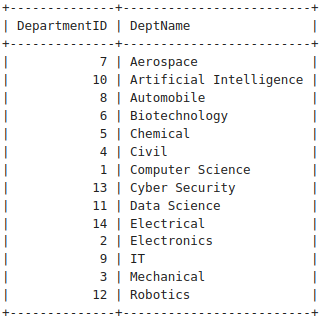 +--------------+-------------------------+
| DepartmentID | DeptName                |
+--------------+-------------------------+
|            7 | Aerospace               |
|           10 | Artificial Intelligence |
|            8 | Automobile              |
|            6 | Biotechnology           |
|            5 | Chemical                |
|            4 | Civil                   |
|            1 | Computer Science        |
|           13 | Cyber Security          |
|           11 | Data Science            |
|           14 | Electrical              |
|            2 | Electronics             |
|            9 | IT                      |
|            3 | Mechanical              |
|           12 | Robotics                |
+--------------+-------------------------+